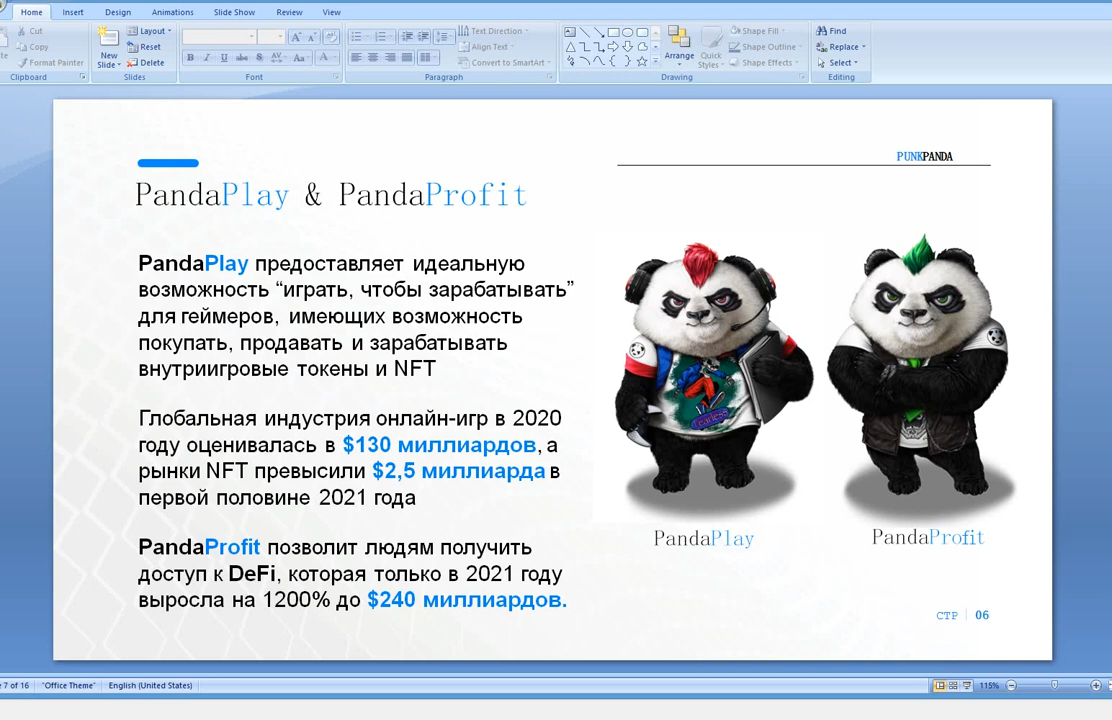 Home Insert Design Animations Slide Show Review View
Cut
Copy
Format Painter
Clipboard
New Slide
Layout
Reset
Delete
Slides
Font
Text Direction
Align Text
Convert to SmartArt
Paragraph
Arrange
Quick Styles
Shape Fill
Shape Outline
Shape Effects
Drawing
Find
Replace
Select
Editing
PUNKPANDA
PandaPlay & PandaProfit
PandaPlay предоставляет идеальную
возможность “играть, чтобы зарабатывать”
для геймеров, имеющих возможность
покупать, продавать и зарабатывать
внутриигровые токены и NFT
Глобальная индустрия онлайн-игр в 2020
году оценивалась в $130 миллиардов, а
рынки NFT превысили $2,5 миллиарда в
первой половине 2021 года
PandaProfit позволит людям получить
доступ к DeFi, которая только в 2021 году
выросла на 1200% до $240 миллиардов.
Fearless
PandaPlay
PandaProfit
СТР | 06
7 of 16 "Office Theme" English (United States) 115%